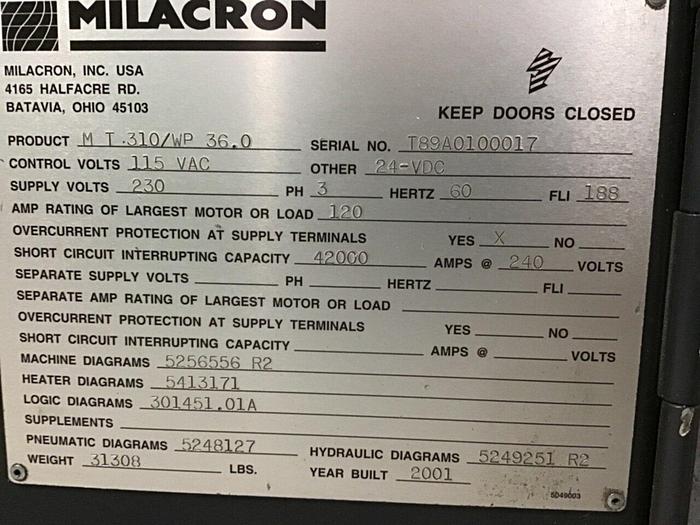 MILACRON
MILACRON, INC. USA
4165 HALFACRE RD.
BATAVIA, OHIO 45103
KEEP DOORS CLOSED
PRODUCT M T.310/WP 36.0 SERIAL NO. T89A0100017
CONTROL VOLTS 115 VAC OTHER 24-VDC
SUPPLY VOLTS 230 PH 3 HERTZ 60 FLI 188
AMP RATING OF LARGEST MOTOR OR LOAD 120
OVERCURRENT PROTECTION AT SUPPLY TERMINALS YES X NO
SHORT CIRCUIT INTERRUPTING CAPACITY 42000 AMPS @ 240 VOLTS
SEPARATE SUPPLY VOLTS PH HERTZ FLI
SEPARATE AMP RATING OF LARGEST MOTOR OR LOAD
OVERCURRENT PROTECTION AT SUPPLY TERMINALS YES NO
SHORT CIRCUIT INTERRUPTING CAPACITY AMPS @ VOLTS
MACHINE DIAGRAMS 5256556 R2
HEATER DIAGRAMS 5413171
LOGIC DIAGRAMS 301451.01A
SUPPLEMENTS
PNEUMATIC DIAGRAMS 5248127 HYDRAULIC DIAGRAMS 5249251 R2
WEIGHT 31308 LBS. YEAR BUILT 2001
5049003